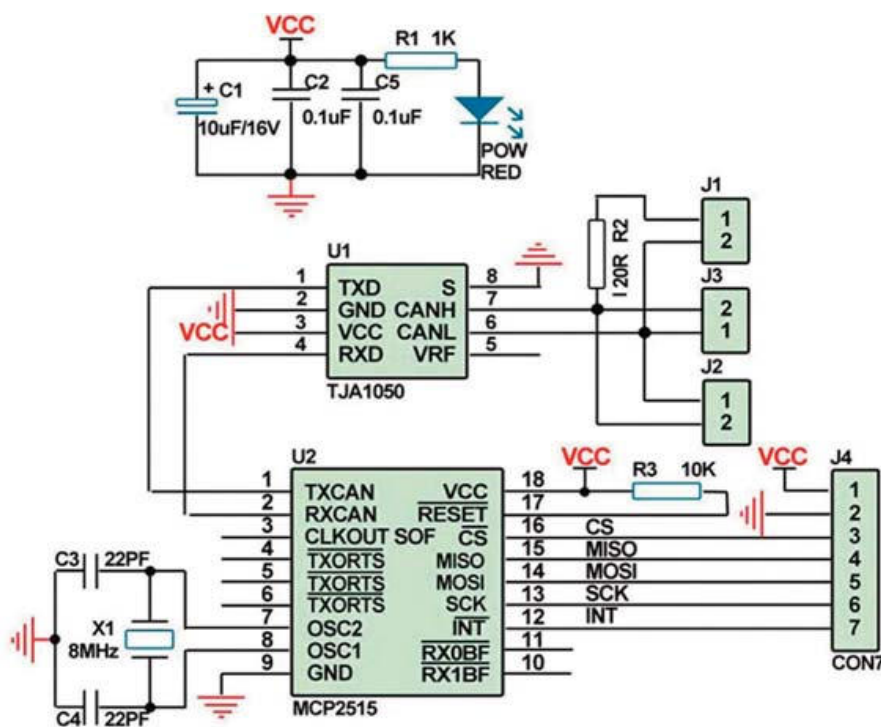 VCC
R1 1K
+ C1
C2
C5
10uF/16V
0.1uF
0.1uF
POW
RED
J1
1
2
R2
I 20R
J3
2
1
J2
1
2
U1
1 TXD S 8
2 GND CANH 7
VCC 3 VCC CANL 6
4 RXD VRF 5
TJA1050
U2
1 TXCAN VCC 18
2 RXCAN RESET 17
3 CLKOUT SOF CS 16
4 TXORTS MISO 15
5 TXORTS MOSI 14
6 TXORTS SCK 13
7 OSC2 INT 12
8 OSC1 RX0BF 11
9 GND RX1BF 10
MCP2515
VCC
R3 10K
VCC
J4
CS
MISO
MOSI
SCK
INT
1
2
3
4
5
6
7
CON7
C3 22PF
X1
8MHz
C4 22PF